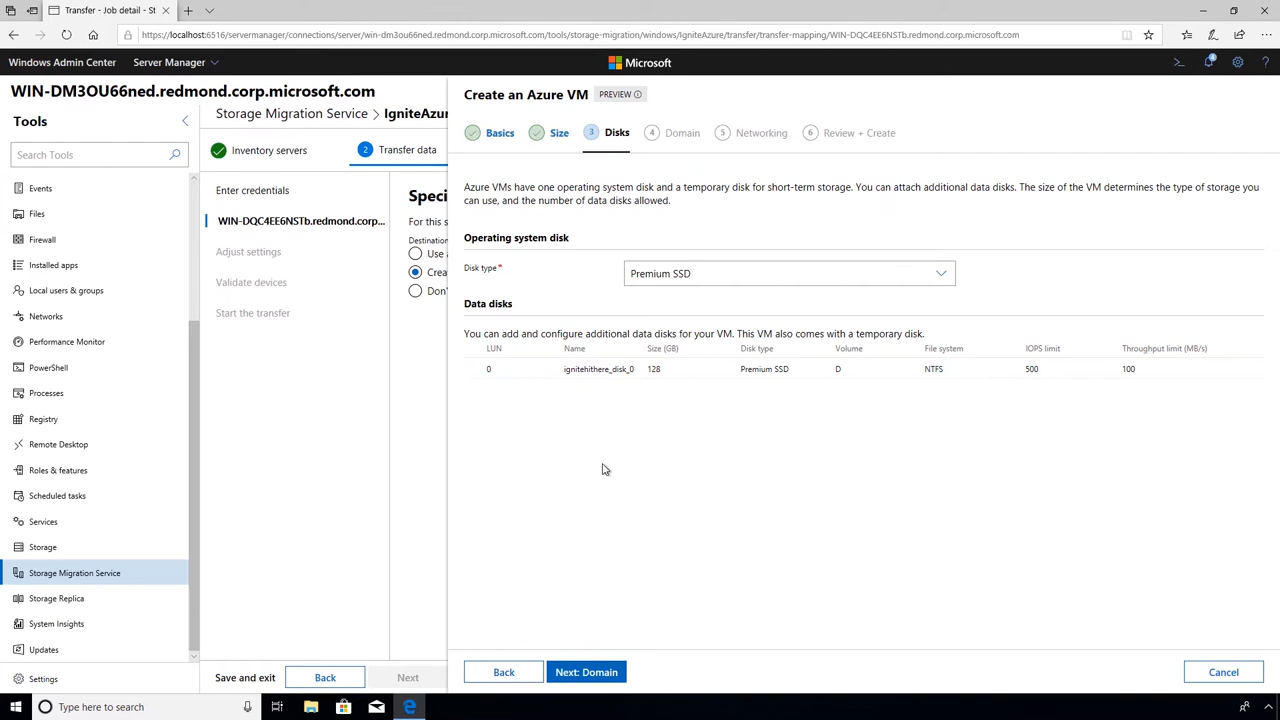 Transfer - Job detail - St
https://localhost:6516/servermanager/connections/server/win-dm3ou66ned.redmond.corp.microsoft.com/tools/storage-migration/windows/IgniteAzure/transfer/transfer-mapping/WIN-DQC4EE6NSTb.redmond.corp.microsoft.com
Windows Admin Center
Server Manager
Microsoft
WIN-DM3OU66ned.redmond.corp.microsoft.com
Tools
Search Tools
Events
Files
Firewall
Installed apps
Local users & groups
Networks
Performance Monitor
PowerShell
Processes
Registry
Remote Desktop
Roles & features
Scheduled tasks
Services
Storage
Storage Migration Service
Storage Replica
System Insights
Updates
Settings
Storage Migration Service > IgniteAzur
Inventory servers
2 Transfer data
Enter credentials
WIN-DQC4EE6NSTb.redmond.corp...
Adjust settings
Validate devices
Start the transfer
Speci
For this s
Destination
Use
Crea
Don'
Save and exit
Back
Next
Create an Azure VM
PREVIEW
Basics
Size
3 Disks
4 Domain
5 Networking
6 Review + Create
Azure VMs have one operating system disk and a temporary disk for short-term storage. You can attach additional data disks. The size of the VM determines the type of storage you
can use, and the number of data disks allowed.
Operating system disk
Disk type*
Premium SSD
Data disks
You can add and configure additional data disks for your VM. This VM also comes with a temporary disk.
LUN Name Size (GB) Disk type Volume File system IOPS limit Throughput limit (MB/s)
0 ignitehithere_disk_0 128 Premium SSD D NTFS 500 100
Back
Next: Domain
Cancel
Type here to search